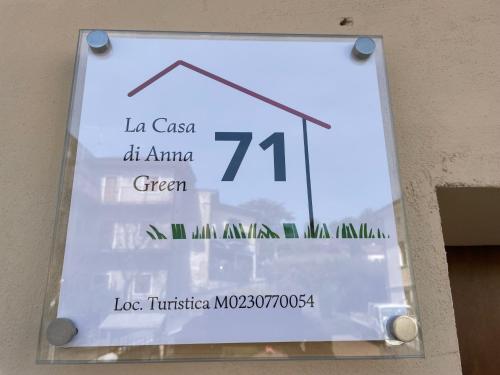 La Casa
di Anna
Green
71
Loc. Turistica M0230770054